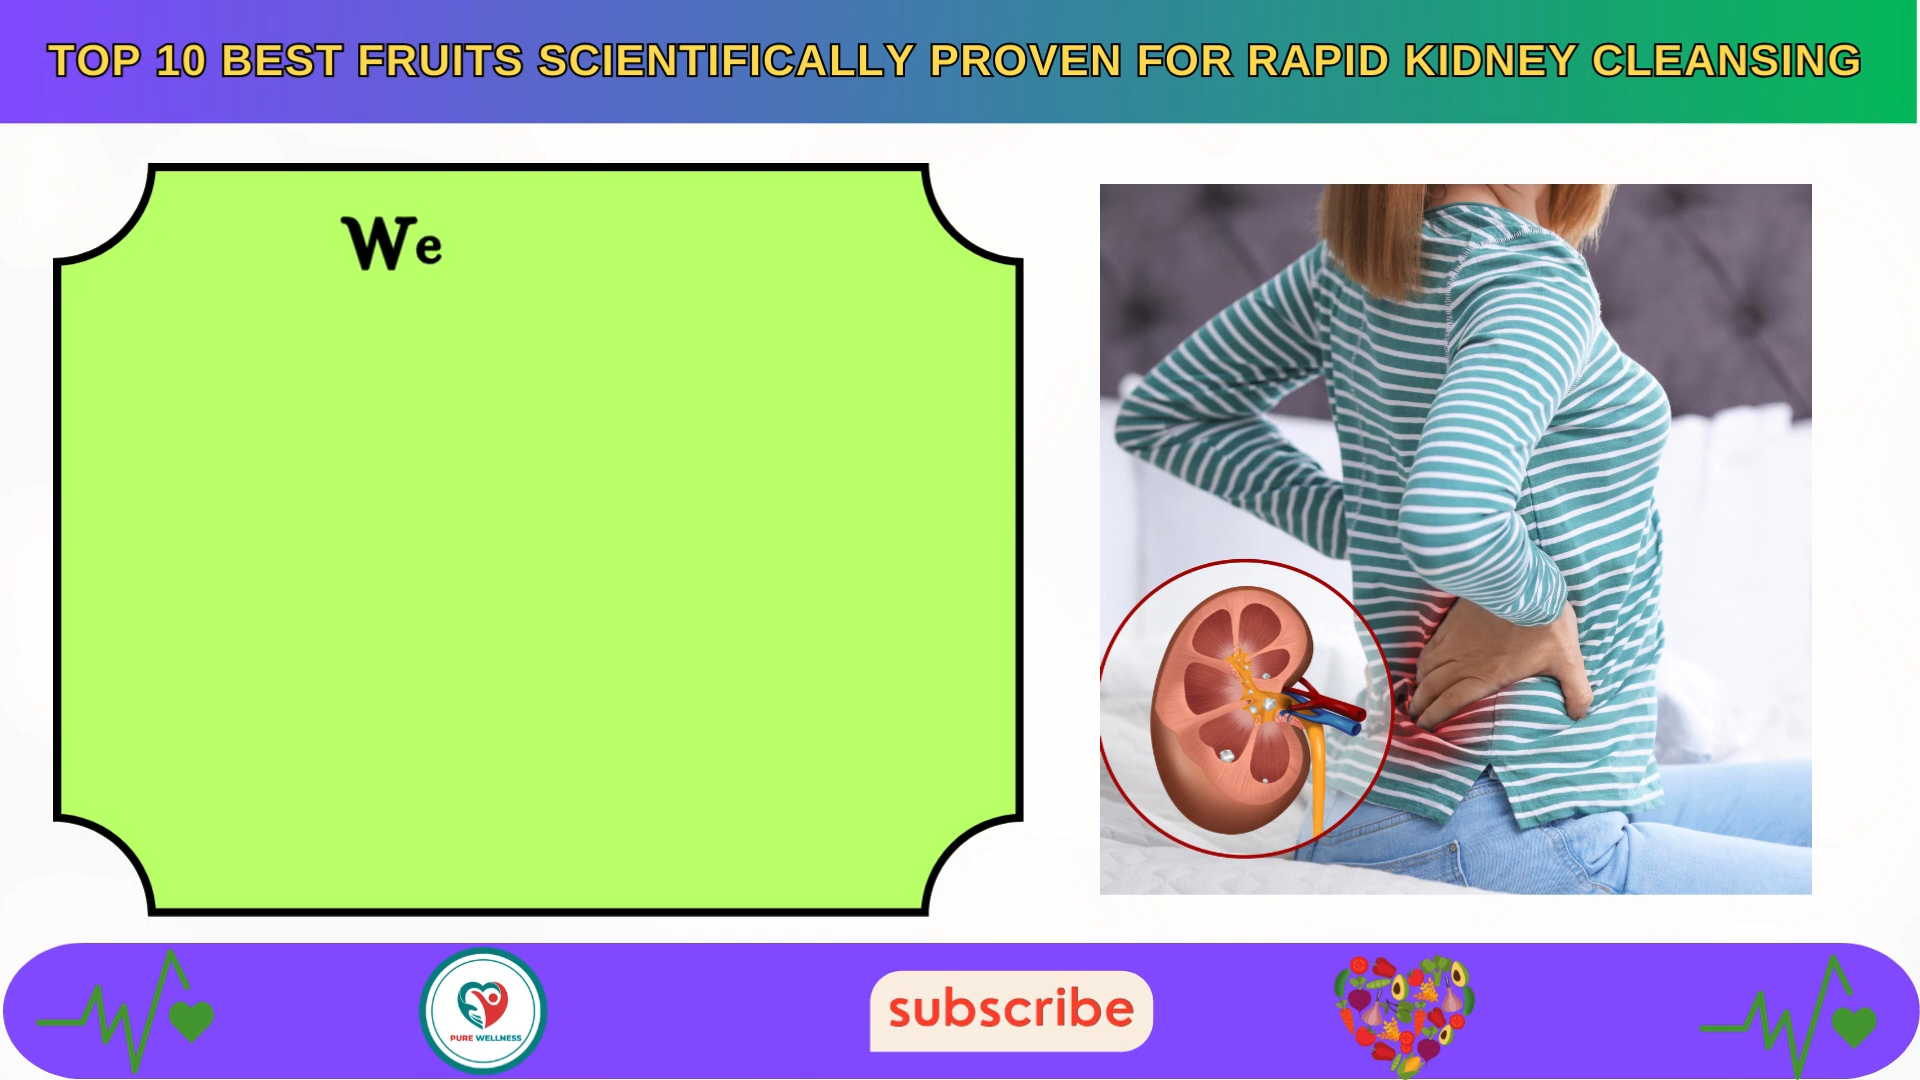 TOP 10 BEST FRUITS SCIENTIFICALLY PROVEN FOR RAPID KIDNEY CLEANSING
We
PURE WELLNESS
subscribe